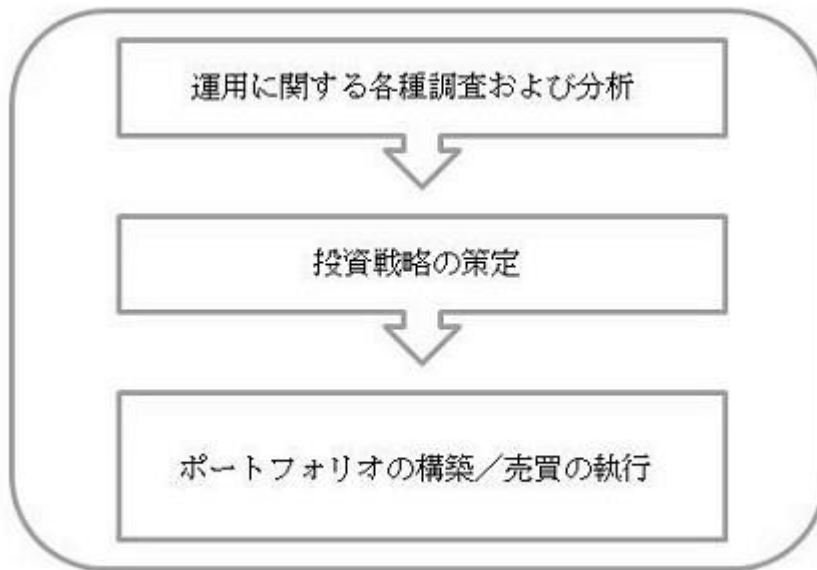 運用に関する各種調査および分析
投資戦略の策定
ポートフォリオの構築／売買の執行